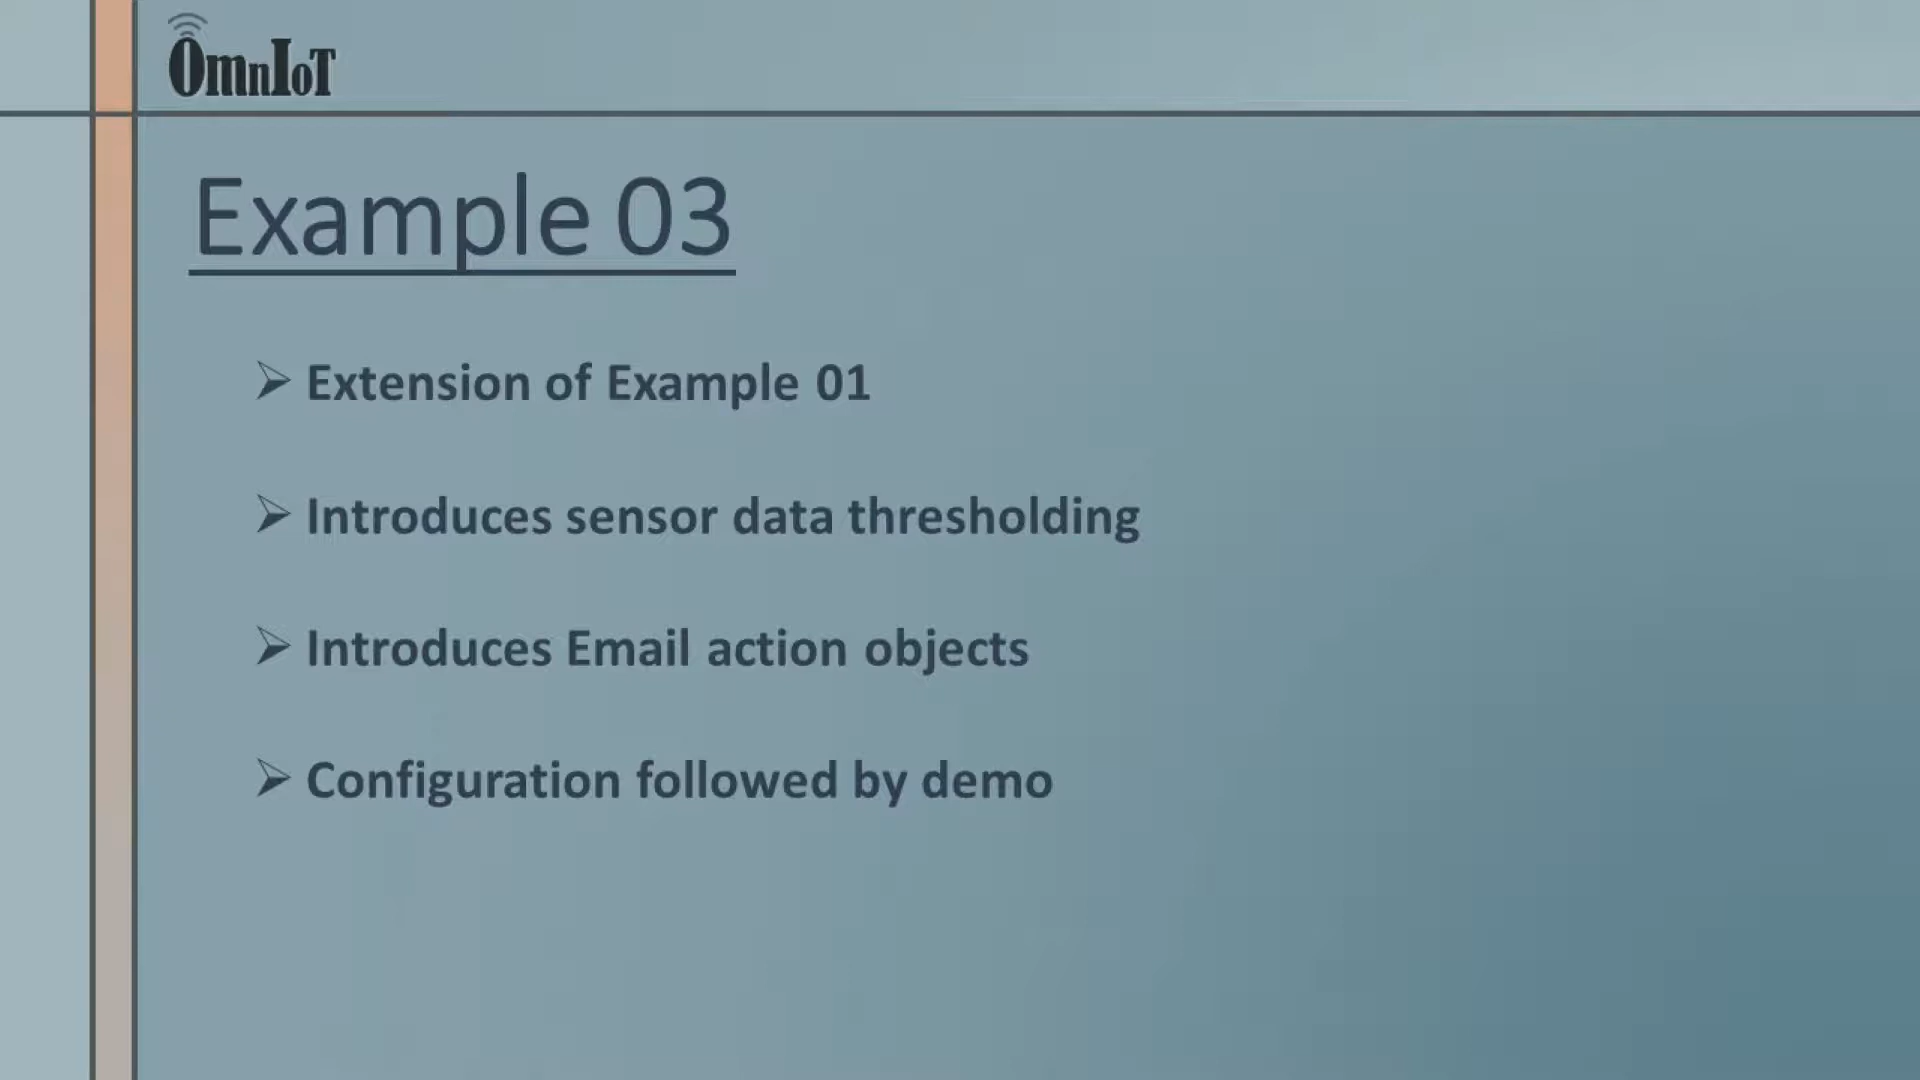 OmnIoT
Example 03
Extension of Example 01
Introduces sensor data thresholding
Introduces Email action objects
Configuration followed by demo